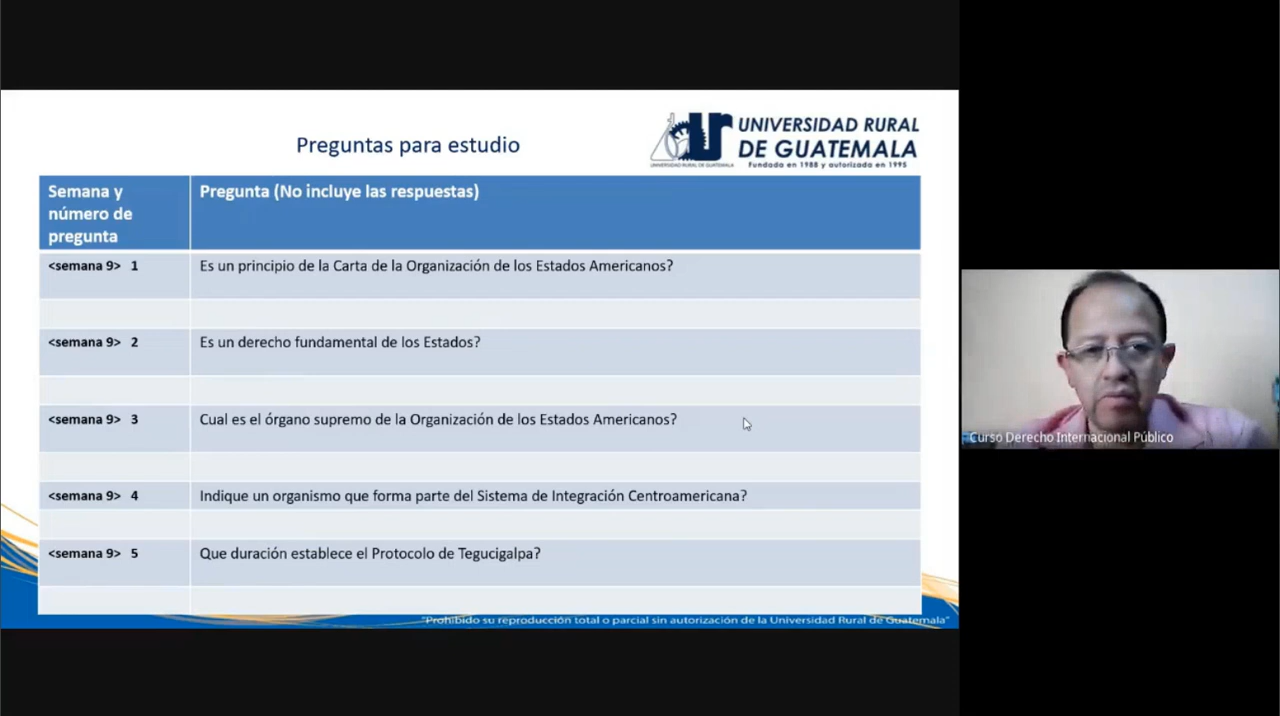 Preguntas para estudio
UNIVERSIDAD RURAL
DE GUATEMALA
Fundada en 1988 y autorizada en 1995
UNIVERSIDAD RURAL DE GUATEMALA
Semana y
número de
pregunta
Pregunta (No incluye las respuestas)
<semana 9> 1
Es un principio de la Carta de la Organización de los Estados Americanos?
<semana 9> 2
Es un derecho fundamental de los Estados?
<semana 9> 3
Cual es el órgano supremo de la Organización de los Estados Americanos?
<semana 9> 4
Indique un organismo que forma parte del Sistema de Integración Centroamericana?
<semana 9> 5
Que duración establece el Protocolo de Tegucigalpa?
"Prohibido su reproducción total o parcial sin autorización de la Universidad Rural de Guatemala"
Curso Derecho Internacional Público